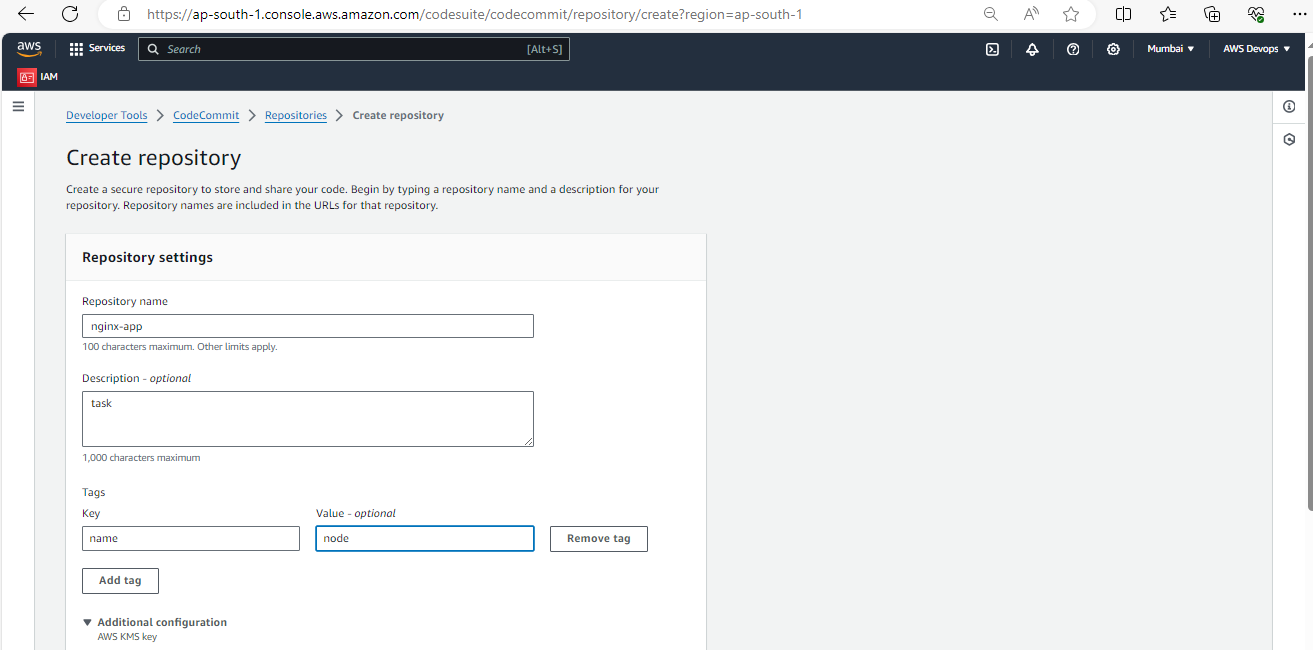 https://ap-south-1.console.aws.amazon.com/codesuite/codecommit/repository/create?region=ap-south-1
aws Services Search [Alt+S] Mumbai ▼ AWS Devops ▼
IAM
Developer Tools > CodeCommit > Repositories > Create repository
Create repository
Create a secure repository to store and share your code. Begin by typing a repository name and a description for your
repository. Repository names are included in the URLs for that repository.
Repository settings
Repository name
nginx-app
100 characters maximum. Other limits apply.
Description - optional
task
1,000 characters maximum
Tags
Key Value - optional
name node Remove tag
Add tag
▼ Additional configuration
AWS KMS key